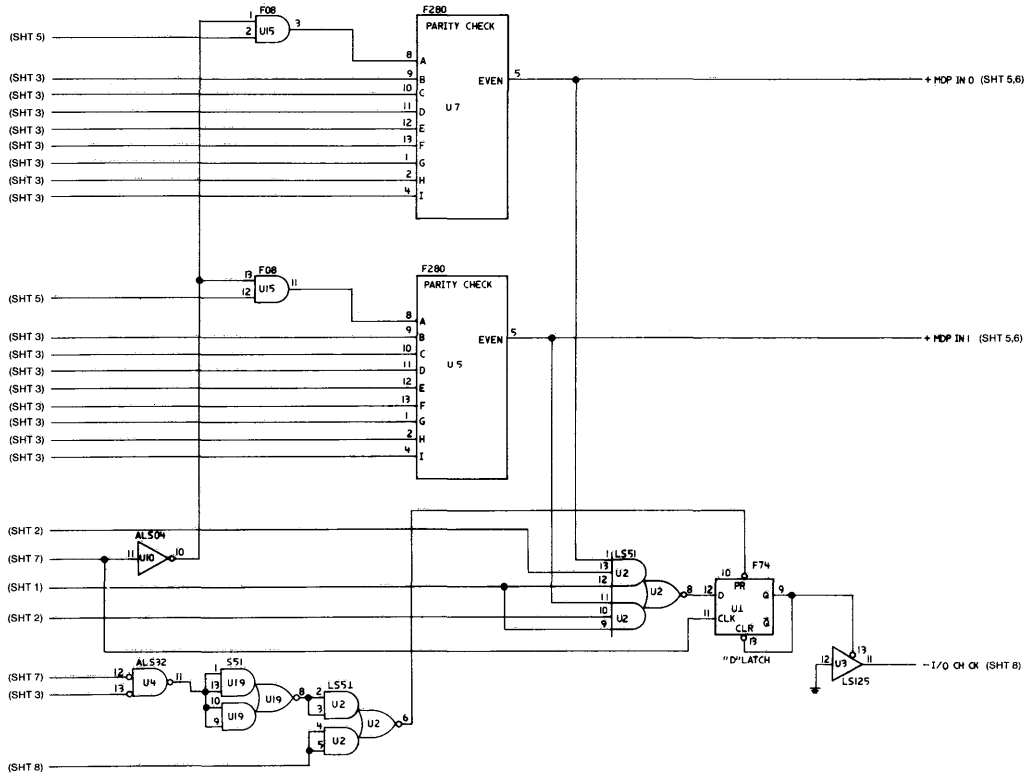 F08
F280
PARITY CHECK
1
2
U15
3
(SHT 5)
8 A
(SHT 3) 9 B
(SHT 3) 10 C
(SHT 3) 11 D
(SHT 3) 12 E
(SHT 3) 13 F
(SHT 3) 1 G
(SHT 3) 2 H
(SHT 3) 4 I
U7
EVEN 5
+ MDP IN 0 (SHT 5,6)
F08
F280
PARITY CHECK
13
12
U15
11
(SHT 5)
8 A
(SHT 3) 9 B
(SHT 3) 10 C
(SHT 3) 11 D
(SHT 3) 12 E
(SHT 3) 13 F
(SHT 3) 1 G
(SHT 3) 2 H
(SHT 3) 4 I
U5
EVEN 5
+ MDP IN 1 (SHT 5,6)
(SHT 2)
ALS04
(SHT 7) 11 U10 10
(SHT 1)
(SHT 2)
LS51
1
13
12
U2
11
10
9
U2
U2
8
F74
10
PR
12 D
Q 9
U1
11 CLK
Q̅
CLR
13
"D"LATCH
12 U3 13 11
LS125
-I/O CH CK (SHT 8)
ALS32
(SHT 7) 12
(SHT 3) 13
U4
11
S51
1
13
U19
10
9
U19
U19
8
LS51
2
3
U2
4
5
U2
U2
6
(SHT 8)